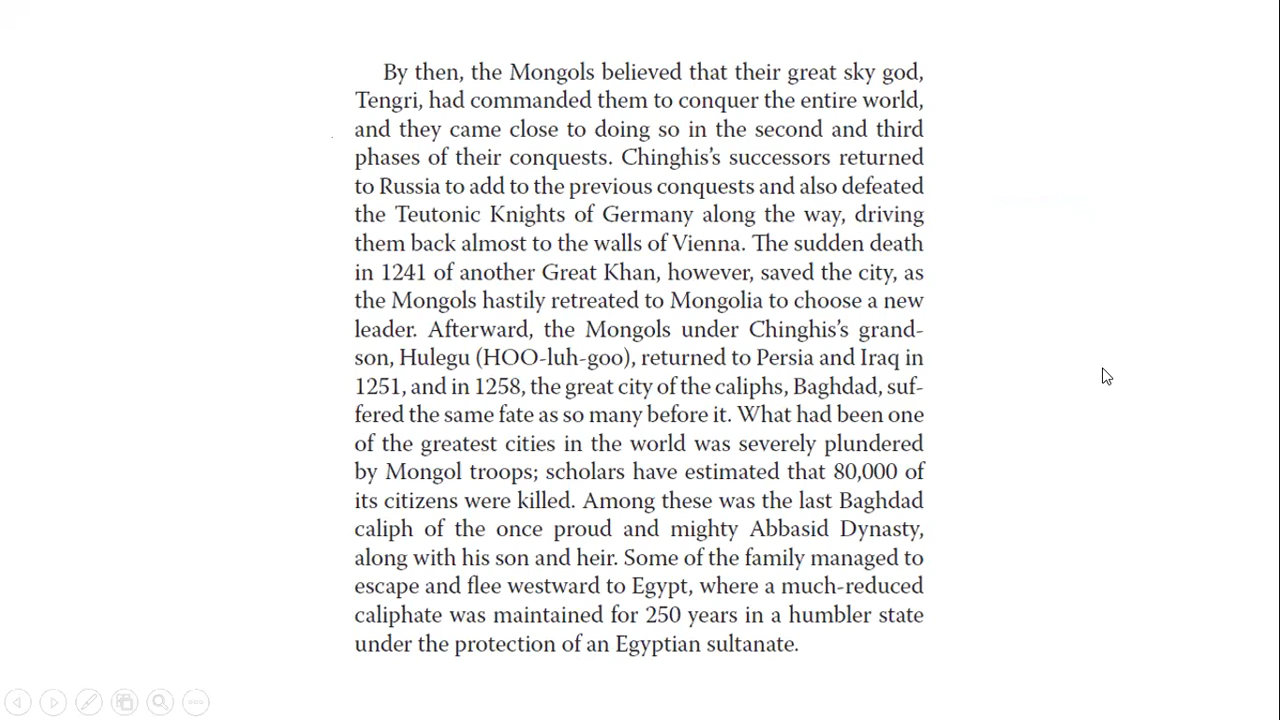 By then, the Mongols believed that their great sky god,
Tengri, had commanded them to conquer the entire world,
and they came close to doing so in the second and third
phases of their conquests. Chinghis’s successors returned
to Russia to add to the previous conquests and also defeated
the Teutonic Knights of Germany along the way, driving
them back almost to the walls of Vienna. The sudden death
in 1241 of another Great Khan, however, saved the city, as
the Mongols hastily retreated to Mongolia to choose a new
leader. Afterward, the Mongols under Chinghis’s grand-
son, Hulegu (HOO-luh-goo), returned to Persia and Iraq in
1251, and in 1258, the great city of the caliphs, Baghdad, suf-
fered the same fate as so many before it. What had been one
of the greatest cities in the world was severely plundered
by Mongol troops; scholars have estimated that 80,000 of
its citizens were killed. Among these was the last Baghdad
caliph of the once proud and mighty Abbasid Dynasty,
along with his son and heir. Some of the family managed to
escape and flee westward to Egypt, where a much-reduced
caliphate was maintained for 250 years in a humbler state
under the protection of an Egyptian sultanate.